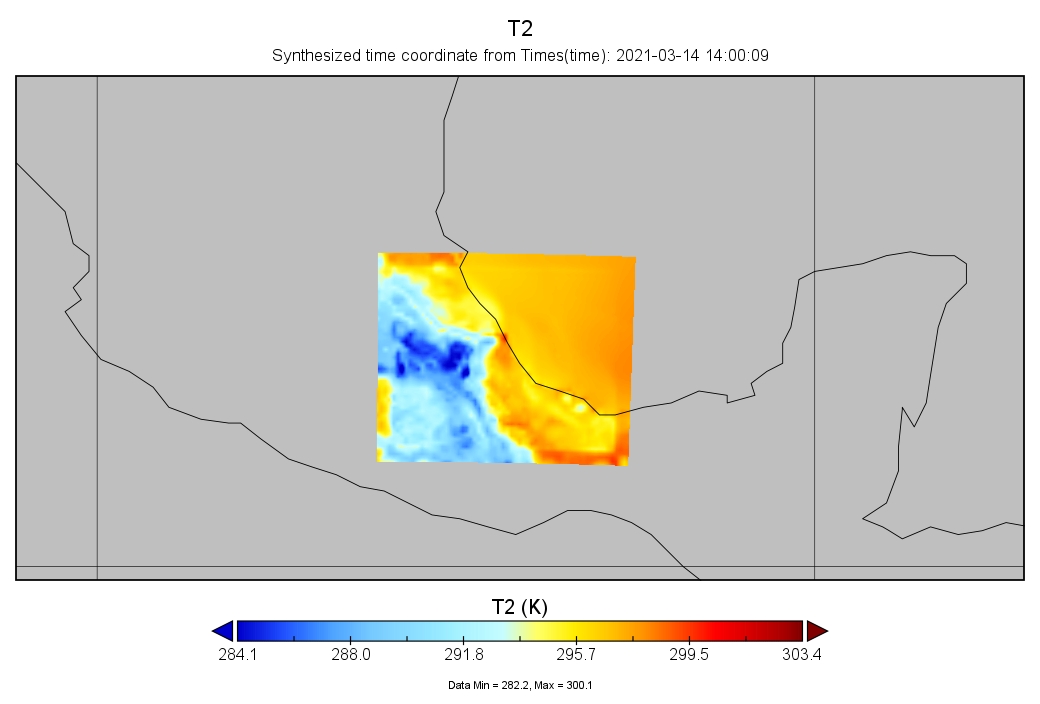 T2
Synthesized time coordinate from Times(time): 2021-03-14 14:00:09
T2 (K)
284.1 288.0 291.8 295.7 299.5 303.4
Data Min = 282.2, Max = 300.1